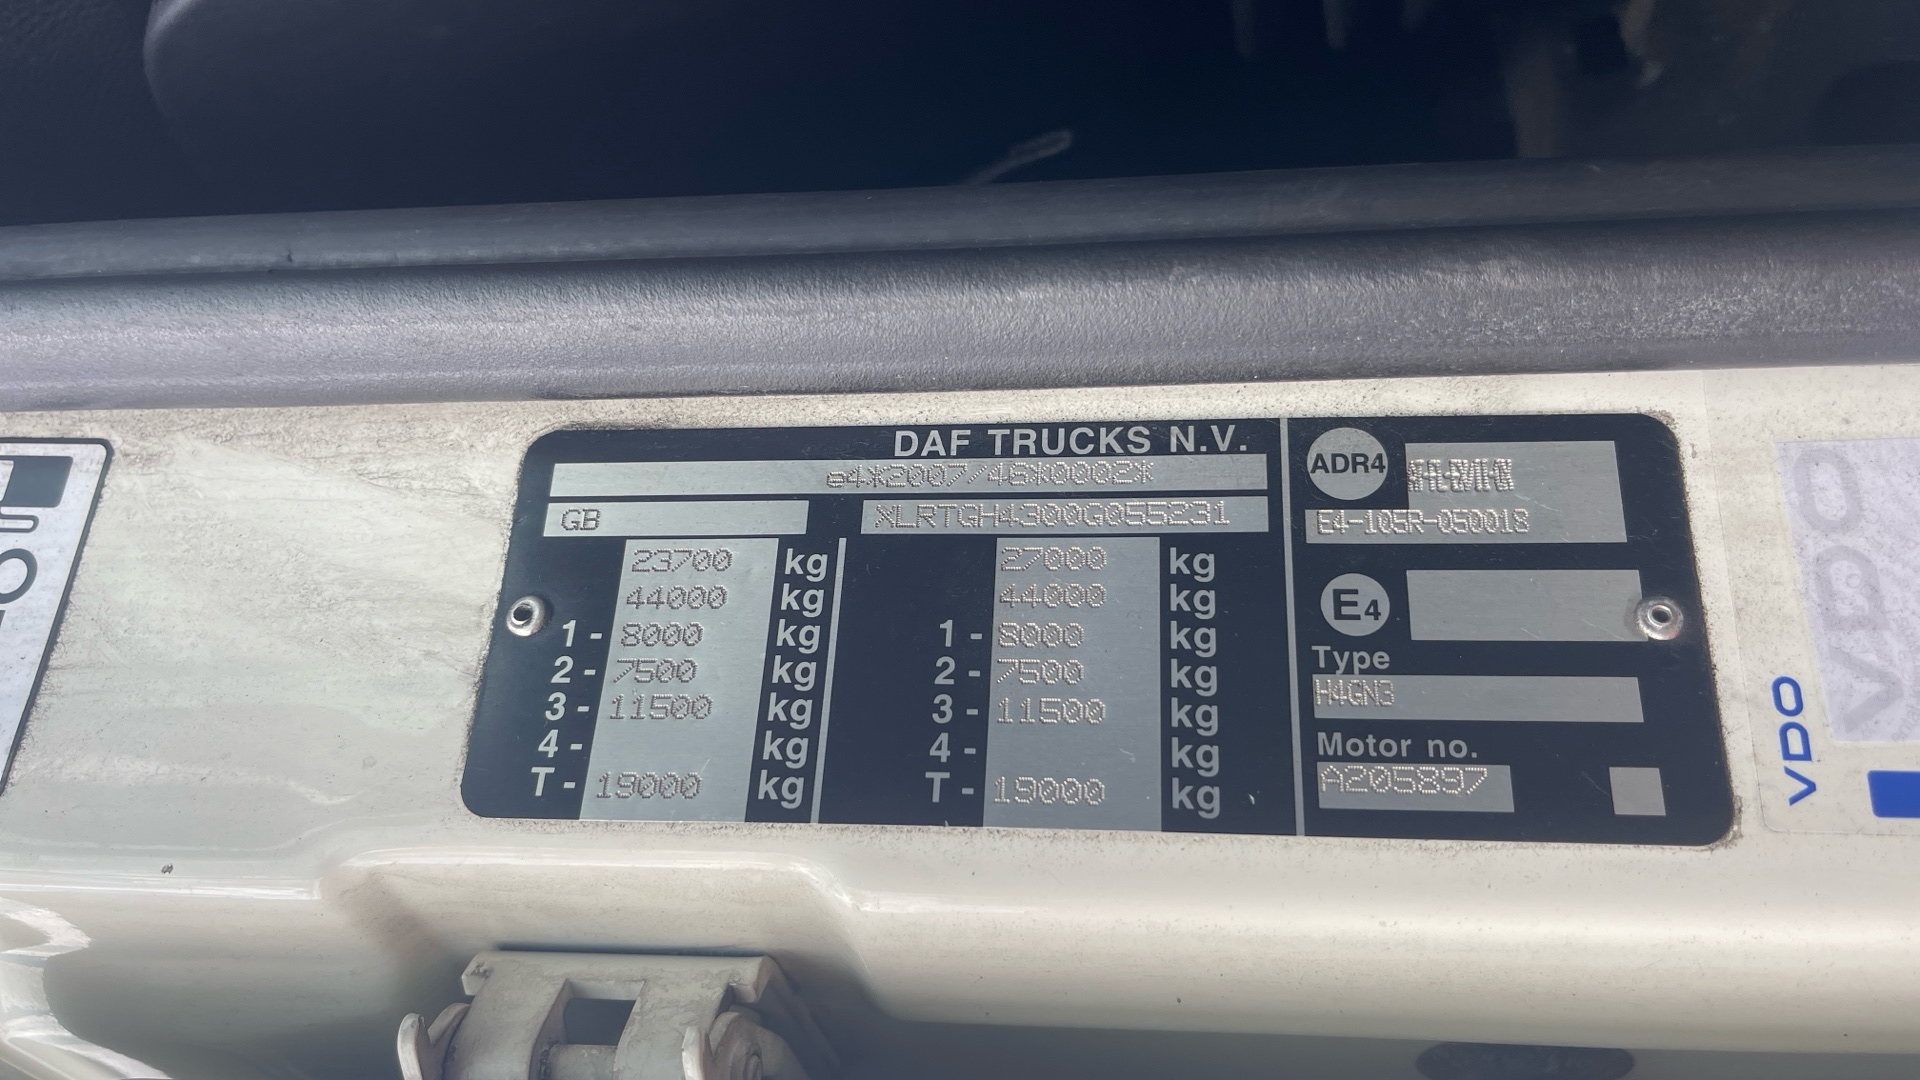 DAF TRUCKS N.V.
e4*2007/46*0002*
GB XLRTGH4300G055231
23700 kg 27000 kg
44000 kg 44000 kg
1 - 8000 kg 1 - 8000 kg
2 - 7500 kg 2 - 7500 kg
3 - 11500 kg 3 - 11500 kg
4 - kg 4 - kg
T - 19000 kg T - 19000 kg
ADR4
E4-105R-050018
E4
Type
H4GN3
Motor no.
A205897
VDO
VDO